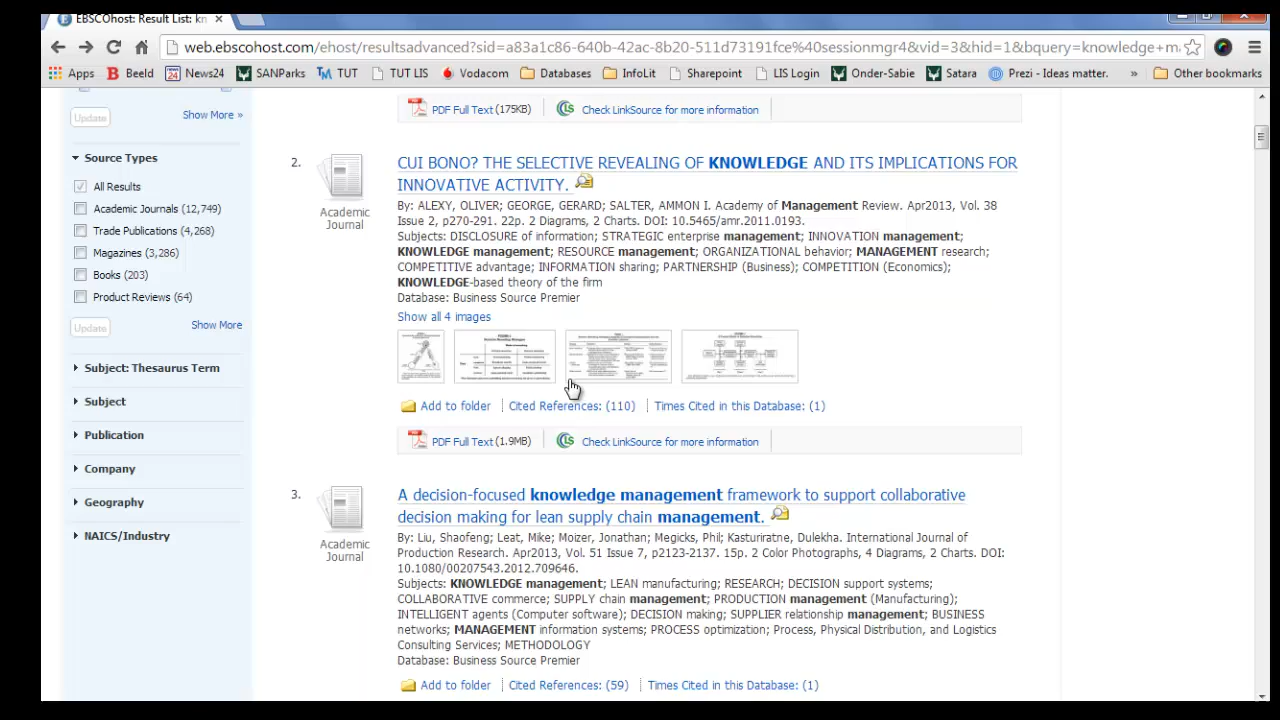 EBSCOhost: Result List: kn
web.ebscohost.com/ehost/resultsadvanced?sid=a83a1c36-640b-42ac-8b20-511d73191fce%40sessionmgr4&vid=3&hid=1&bquery=knowledge+m
Apps Beeld News24 SANParks TUT TUT LIS Vodacom Databases InfoLit Sharepoint LIS Login Onder-Sabie Satara Prezi - Ideas matter. » Other bookmarks
Update
Show More »
Source Types
All Results
Academic Journals (12,749)
Trade Publications (4,268)
Magazines (3,286)
Books (203)
Product Reviews (64)
Update
Show More
Subject: Thesaurus Term
Subject
Publication
Company
Geography
NAICS/Industry
PDF Full Text (175KB) Check LinkSource for more information
2.
Academic
Journal
CUI BONO? THE SELECTIVE REVEALING OF KNOWLEDGE AND ITS IMPLICATIONS FOR
INNOVATIVE ACTIVITY.
By: ALEXY, OLIVER; GEORGE, GERARD; SALTER, AMMON I. Academy of Management Review. Apr2013, Vol. 38
Issue 2, p270-291. 22p. 2 Diagrams, 2 Charts. DOI: 10.5465/amr.2011.0193.
Subjects: DISCLOSURE of information; STRATEGIC enterprise management; INNOVATION management;
KNOWLEDGE management; RESOURCE management; ORGANIZATIONAL behavior; MANAGEMENT research;
COMPETITIVE advantage; INFORMATION sharing; PARTNERSHIP (Business); COMPETITION (Economics);
KNOWLEDGE-based theory of the firm
Database: Business Source Premier
Show all 4 images
Add to folder Cited References: (110) Times Cited in this Database: (1)
PDF Full Text (1.9MB) Check LinkSource for more information
3.
Academic
Journal
A decision-focused knowledge management framework to support collaborative
decision making for lean supply chain management.
By: Liu, Shaofeng; Leat, Mike; Moizer, Jonathan; Megicks, Phil; Kasturiratne, Dulekha. International Journal of
Production Research. Apr2013, Vol. 51 Issue 7, p2123-2137. 15p. 2 Color Photographs, 4 Diagrams, 2 Charts. DOI:
10.1080/00207543.2012.709646.
Subjects: KNOWLEDGE management; LEAN manufacturing; RESEARCH; DECISION support systems;
COLLABORATIVE commerce; SUPPLY chain management; PRODUCTION management (Manufacturing);
INTELLIGENT agents (Computer software); DECISION making; SUPPLIER relationship management; BUSINESS
networks; MANAGEMENT information systems; PROCESS optimization; Process, Physical Distribution, and Logistics
Consulting Services; METHODOLOGY
Database: Business Source Premier
Add to folder Cited References: (59) Times Cited in this Database: (1)